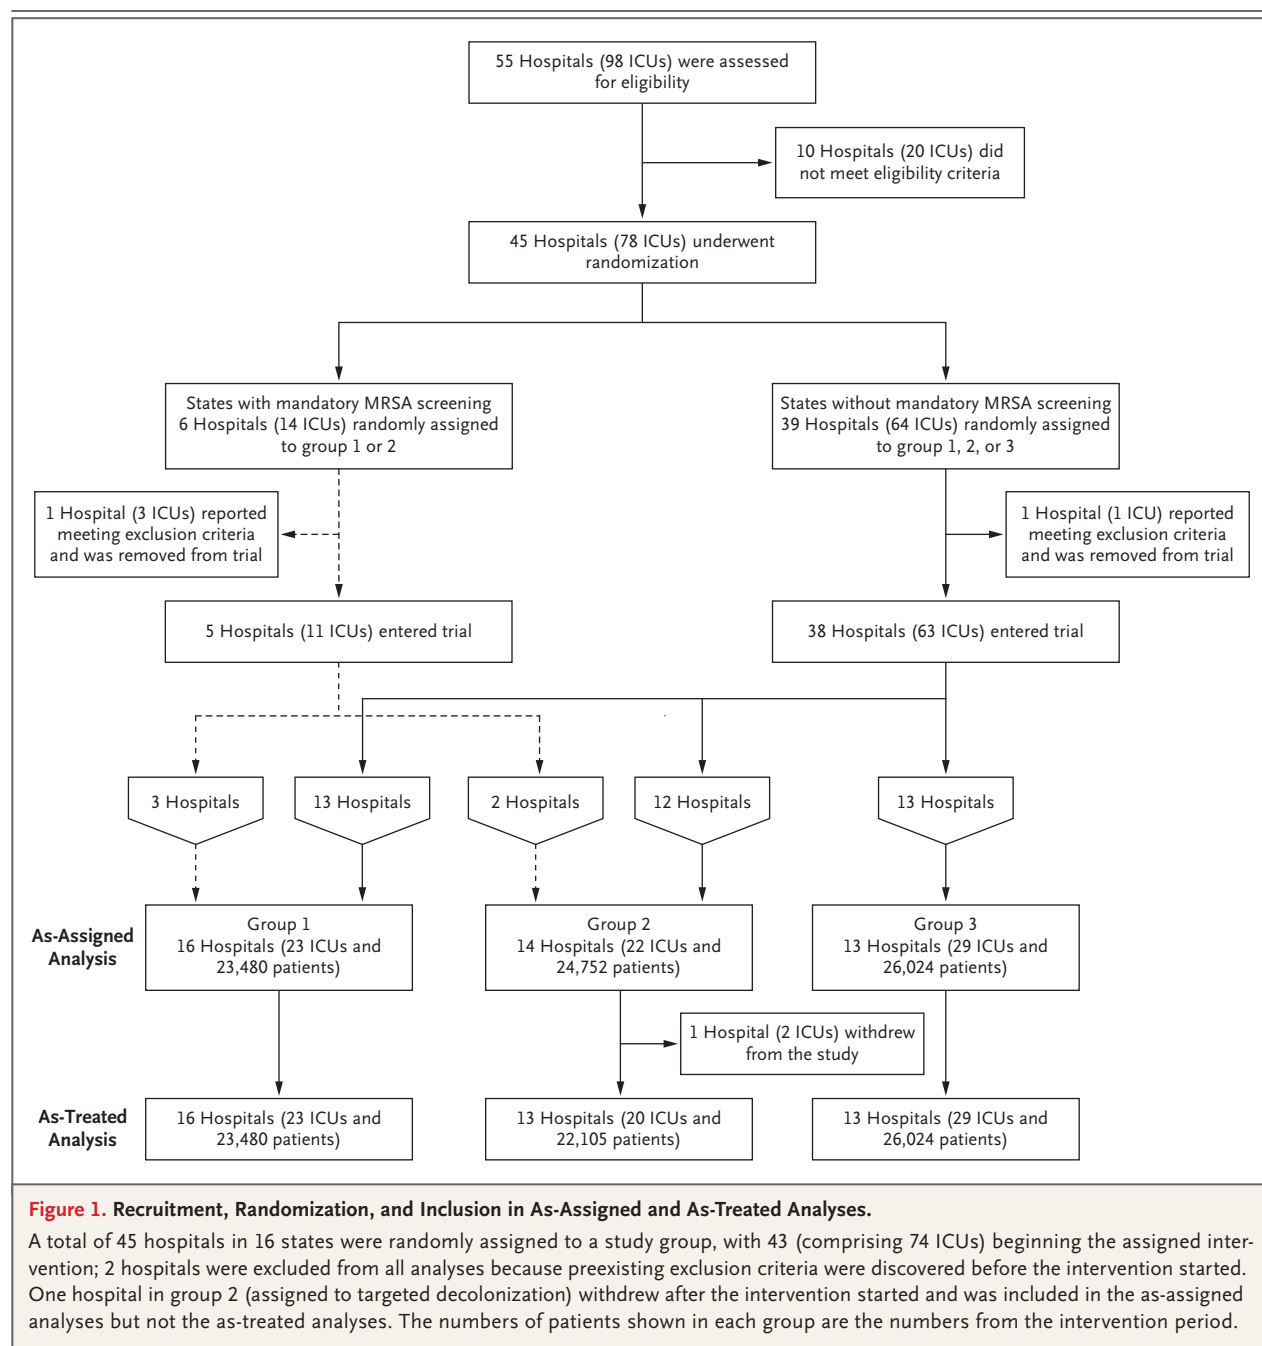 55 Hospitals (98 ICUs) were assessed
for eligibility
10 Hospitals (20 ICUs) did
not meet eligibility criteria
45 Hospitals (78 ICUs) underwent
randomization
States with mandatory MRSA screening
6 Hospitals (14 ICUs) randomly assigned
to group 1 or 2
States without mandatory MRSA screening
39 Hospitals (64 ICUs) randomly assigned
to group 1, 2, or 3
1 Hospital (3 ICUs) reported
meeting exclusion criteria
and was removed from trial
1 Hospital (1 ICU) reported
meeting exclusion criteria
and was removed from trial
5 Hospitals (11 ICUs) entered trial
38 Hospitals (63 ICUs) entered trial
3 Hospitals
13 Hospitals
2 Hospitals
12 Hospitals
13 Hospitals
As-Assigned
Analysis
Group 1
16 Hospitals (23 ICUs and
23,480 patients)
Group 2
14 Hospitals (22 ICUs and
24,752 patients)
Group 3
13 Hospitals (29 ICUs and
26,024 patients)
1 Hospital (2 ICUs) withdrew
from the study
As-Treated
Analysis
16 Hospitals (23 ICUs and
23,480 patients)
13 Hospitals (20 ICUs and
22,105 patients)
13 Hospitals (29 ICUs and
26,024 patients)
Figure 1. Recruitment, Randomization, and Inclusion in As-Assigned and As-Treated Analyses.
A total of 45 hospitals in 16 states were randomly assigned to a study group, with 43 (comprising 74 ICUs) beginning the assigned inter-
vention; 2 hospitals were excluded from all analyses because preexisting exclusion criteria were discovered before the intervention started.
One hospital in group 2 (assigned to targeted decolonization) withdrew after the intervention started and was included in the as-assigned
analyses but not the as-treated analyses. The numbers of patients shown in each group are the numbers from the intervention period.